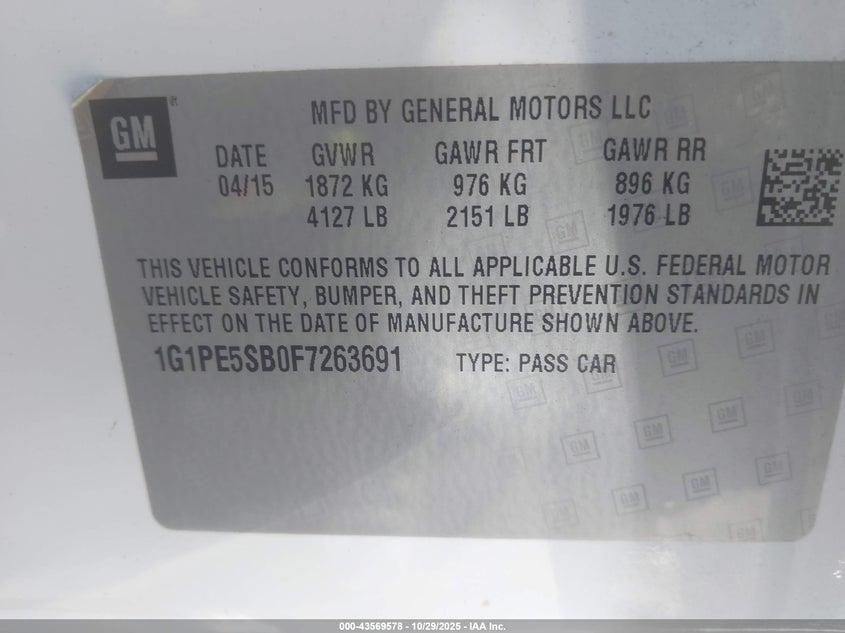 GM
MFD BY GENERAL MOTORS LLC
DATE GVWR GAWR FRT GAWR RR
04/15 1872 KG 976 KG 896 KG
4127 LB 2151 LB 1976 LB
THIS VEHICLE CONFORMS TO ALL APPLICABLE U.S. FEDERAL MOTOR
VEHICLE SAFETY, BUMPER, AND THEFT PREVENTION STANDARDS IN
EFFECT ON THE DATE OF MANUFACTURE SHOWN ABOVE.
1G1PE5SB0F7263691 TYPE: PASS CAR
000-43569578 - 10/29/2025 - IAA Inc.